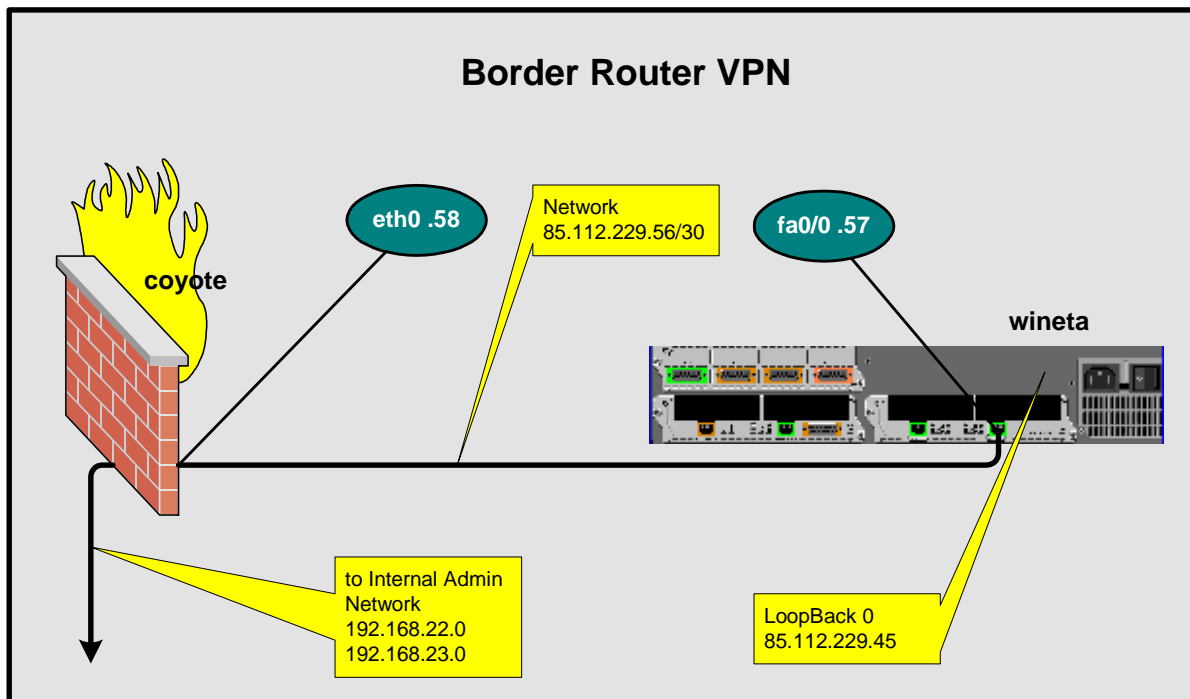 Border Router VPN
eth0 .58
Network
85.112.229.56/30
fa0/0 .57
coyote
wineta
to Internal Admin
Network
192.168.22.0
192.168.23.0
LoopBack 0
85.112.229.45